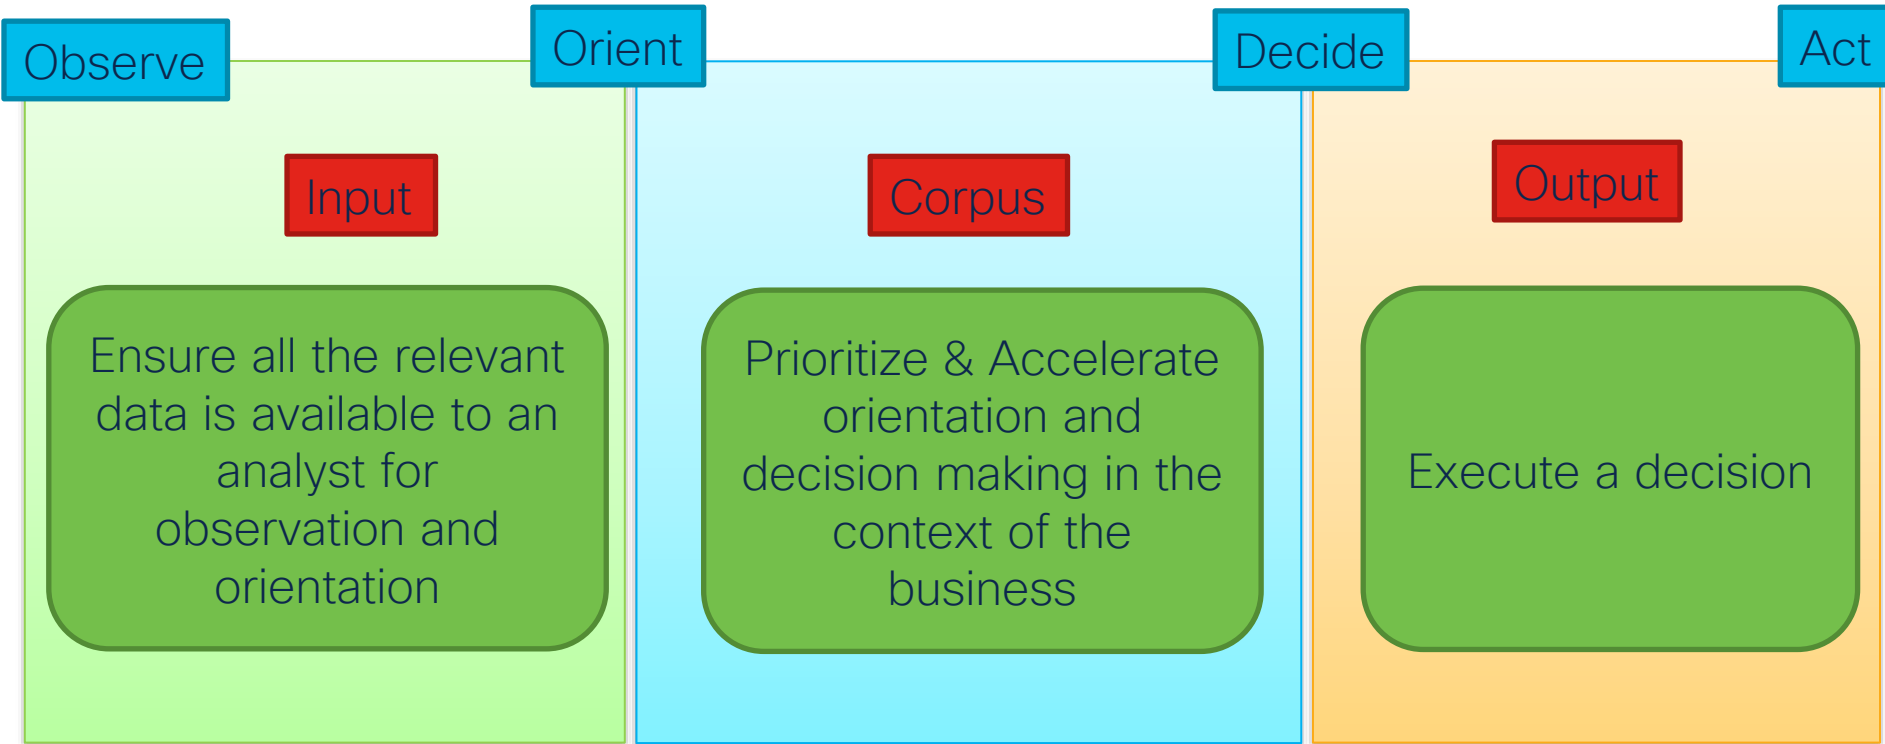 Observe
Orient
Decide
Act
Input
Corpus
Output
Ensure all the relevant
data is available to an
analyst for
observation and
orientation
Prioritize & Accelerate
orientation and
decision making in the
context of the
business
Execute a decision